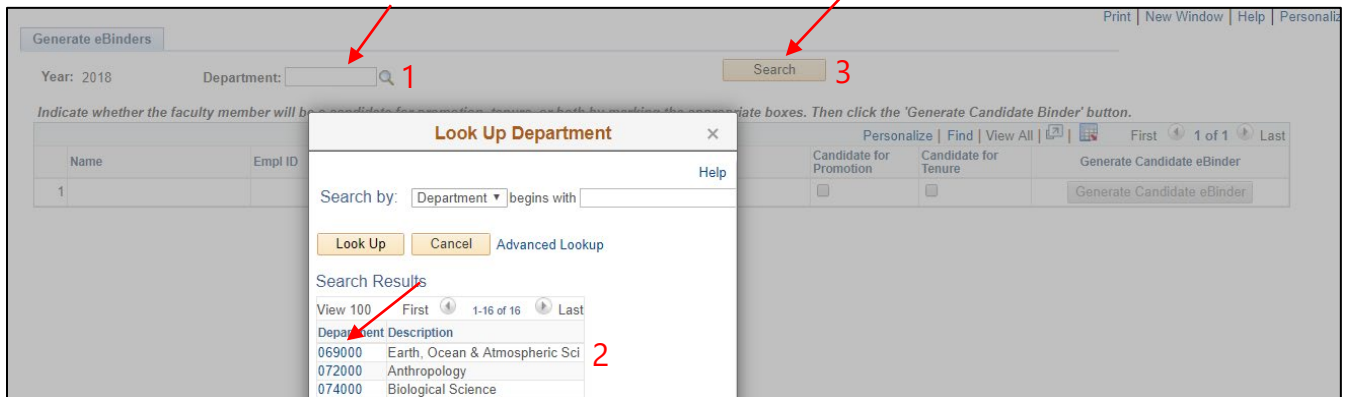 Print | New Window | Help | Personaliz
Generate eBinders
Year: 2018 Department: 1 Search 3
Indicate whether the faculty member will be a candidate for promotion, tenure, or both by marking the appropriate boxes. Then click the 'Generate Candidate Binder' button.
Personalize | Find | View All | | First 1 of 1 Last
Name Empl ID Candidate for Promotion Candidate for Tenure Generate Candidate eBinder
1 Generate Candidate eBinder
Look Up Department ×
Help
Search by: Department begins with
Look Up Cancel Advanced Lookup
Search Results
View 100 First 1-16 of 16 Last
Department Description
069000 Earth, Ocean & Atmospheric Sci 2
072000 Anthropology
074000 Biological Science